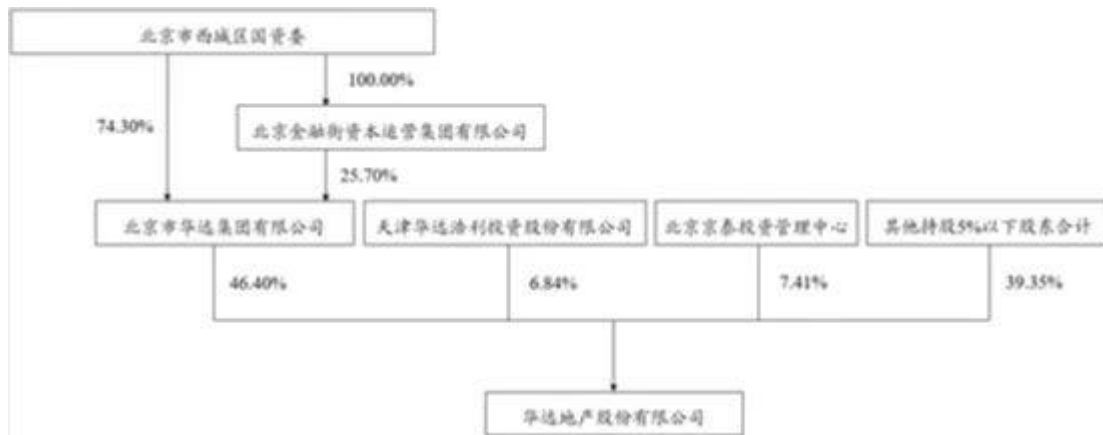 北京市西城区国资委
100.00%
74.30%
北京金融街资本运营集团有限公司
25.70%
北京市华远集团有限公司
天津华远浩利投资股份有限公司
北京京泰投资管理中心
其他持股5%以下股东合计
46.40%
6.84%
7.41%
39.35%
华远地产股份有限公司